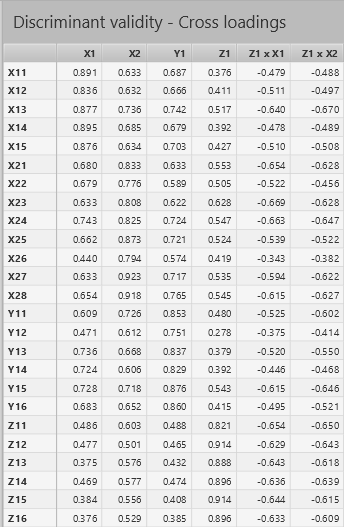 Discriminant validity - Cross loadings
X1 X2 Y1 Z1 Z1 x X1 Z1 x X2
X11 0.891 0.633 0.687 0.376 -0.479 -0.488
X12 0.836 0.632 0.666 0.411 -0.511 -0.497
X13 0.877 0.736 0.742 0.517 -0.640 -0.670
X14 0.895 0.685 0.679 0.392 -0.478 -0.489
X15 0.876 0.634 0.703 0.427 -0.510 -0.508
X21 0.680 0.833 0.633 0.553 -0.654 -0.628
X22 0.679 0.776 0.589 0.505 -0.522 -0.456
X23 0.633 0.808 0.622 0.628 -0.669 -0.628
X24 0.743 0.825 0.724 0.547 -0.663 -0.647
X25 0.662 0.873 0.721 0.524 -0.539 -0.522
X26 0.440 0.794 0.574 0.419 -0.343 -0.382
X27 0.633 0.923 0.717 0.535 -0.594 -0.622
X28 0.654 0.918 0.765 0.545 -0.615 -0.627
Y11 0.609 0.726 0.853 0.480 -0.525 -0.602
Y12 0.471 0.612 0.751 0.278 -0.375 -0.414
Y13 0.736 0.668 0.837 0.379 -0.520 -0.550
Y14 0.724 0.606 0.829 0.392 -0.446 -0.468
Y15 0.728 0.718 0.876 0.543 -0.615 -0.646
Y16 0.683 0.652 0.860 0.415 -0.495 -0.521
Z11 0.486 0.603 0.488 0.821 -0.654 -0.650
Z12 0.477 0.501 0.465 0.914 -0.629 -0.643
Z13 0.375 0.576 0.432 0.888 -0.643 -0.618
Z14 0.469 0.577 0.474 0.896 -0.636 -0.639
Z15 0.384 0.556 0.408 0.914 -0.644 -0.615
Z16 0.376 0.529 0.385 0.896 -0.633 -0.609